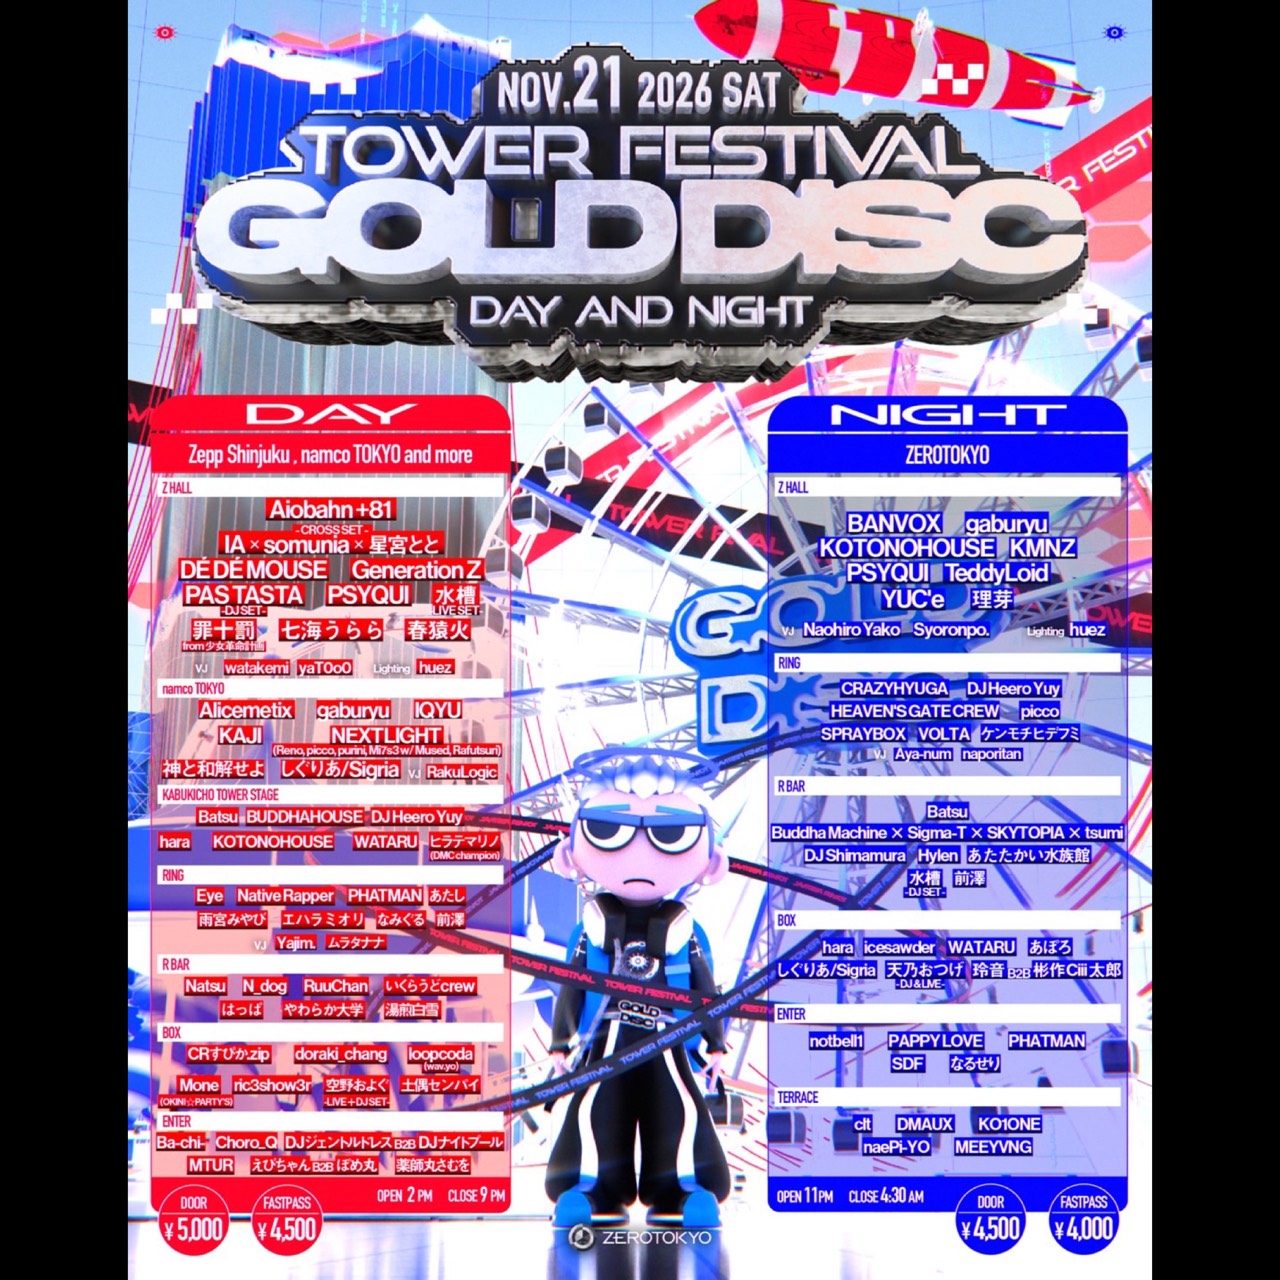 NOV.21 2026 SAT
TOWER FESTIVAL
GOLD DISC
DAY AND NIGHT
DAY
Zepp Shinjuku , namco TOKYO and more
Z HALL
Aiobahn +81
-CROSS SET-
IA × somunia × 星宮とと
DÉ DÉ MOUSE Generation Z
PAS TASTA PSYQUI 水槽
-DJ SET- LIVE SET-
罪十罰 七海うらら 春猿火
from 少女革命計画
VJ watakemi yaT0o0 Lighting huez
namco TOKYO
Alicemetix gaburyu IQYU
KAJI NEXTLIGHT
(Reno, picco, purini, Mi7s3 w/ Mused, Rafutsuri)
神と和解せよ しぐりあ/Sigria VJ RakuLogic
KABUKICHO TOWER STAGE
Batsu BUDDHAHOUSE DJ Heero Yuy
hara KOTONOHOUSE WATARU ヒラテマリノ
(DMC champion)
RING
Eye Native Rapper PHATMAN あたし
雨宮みやび エハラミオリ なみぐる 前澤
VJ Yajim. ムラタナナ
R BAR
Natsu N_dog RuuChan いくらうどcrew
はっぱ やわらか大学 湯煎白雪
BOX
CRすぴか.zip doraki_chang loopcoda
(wav.yo)
Mone ric3show3r 空野およぐ 土偶センパイ
(OKINI☆PARTY'S) -LIVE+DJ SET-
ENTER
Ba-chi- Choro_Q DJジェントルドレス B2B DJナイトプール
MTUR えびちゃん B2B ぽめ丸 薬師丸さむを
OPEN 2 PM CLOSE 9 PM
DOOR ¥5,000
FASTPASS ¥4,500
NIGHT
ZEROTOKYO
Z HALL
BANVOX gaburyu
KOTONOHOUSE KMNZ
PSYQUI TeddyLoid
YUC'e 理芽
VJ Naohiro Yako Syoronpo. Lighting huez
RING
CRAZYHYUGA DJ Heero Yuy
HEAVEN'S GATE CREW picco
SPRAYBOX VOLTA ケンモチヒデフミ
VJ Aya-num naporitan
R BAR
Batsu
Buddha Machine × Sigma-T × SKYTOPIA × tsumi
DJ Shimamura Hylen あたたかい水族館
水槽 前澤
-DJ SET-
BOX
hara icesawder WATARU あぼろ
しぐりあ/Sigria 天乃おつげ 玲音 B2B 彬作Ciii太郎
-DJ & LIVE-
ENTER
notbell1 PAPPY LOVE PHATMAN
SDF なるせり
TERRACE
clt DMAUX KO1ONE
naePi-YO MEEYVNG
OPEN 11 PM CLOSE 4:30 AM
DOOR ¥4,500
FASTPASS ¥4,000
GOLD
DISC
TOWER FESTIVAL
ZEROTOKYO